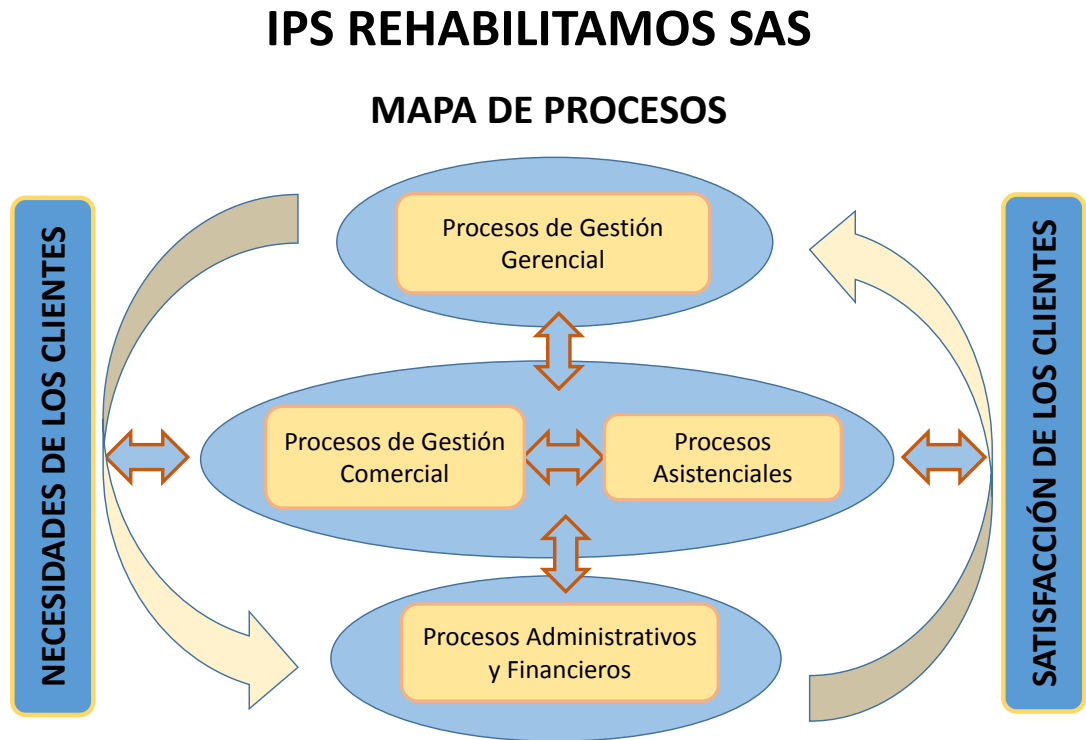 IPS REHABILITAMOS SAS
MAPA DE PROCESOS
NECESIDADES DE LOS CLIENTES
Procesos de Gestión
Gerencial
Procesos de Gestión
Comercial
Procesos
Asistenciales
Procesos Administrativos
y Financieros
SATISFACCIÓN DE LOS CLIENTES